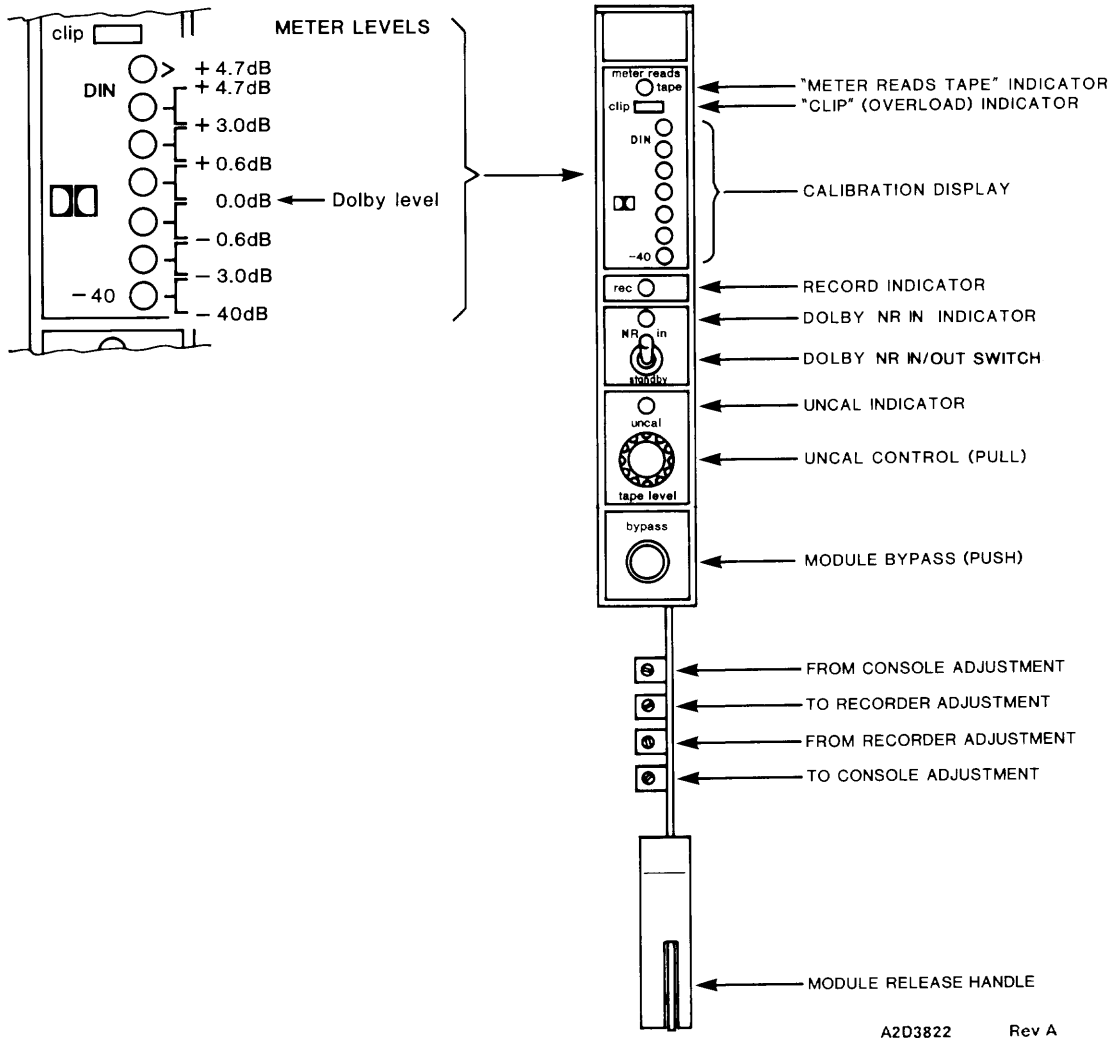 METER LEVELS
clip
> + 4.7dB
DIN
+ 4.7dB
+ 3.0dB
+ 0.6dB
0.0dB
Dolby level
− 0.6dB
− 3.0dB
− 40
− 40dB
meter reads
tape
clip
DIN
−40
rec
NR in
standby
uncal
tape level
bypass
"METER READS TAPE" INDICATOR
"CLIP" (OVERLOAD) INDICATOR
CALIBRATION DISPLAY
RECORD INDICATOR
DOLBY NR IN INDICATOR
DOLBY NR IN/OUT SWITCH
UNCAL INDICATOR
UNCAL CONTROL (PULL)
MODULE BYPASS (PUSH)
FROM CONSOLE ADJUSTMENT
TO RECORDER ADJUSTMENT
FROM RECORDER ADJUSTMENT
TO CONSOLE ADJUSTMENT
MODULE RELEASE HANDLE
A2D3822 Rev A